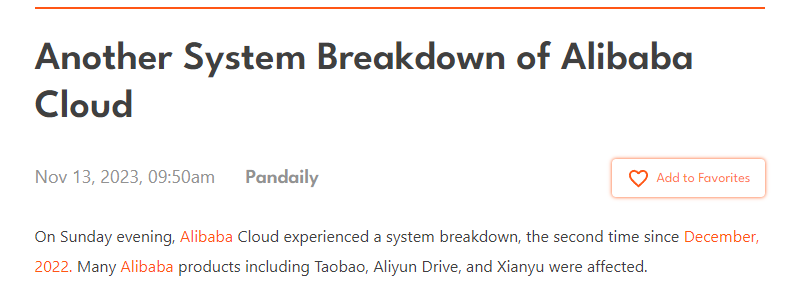 Another System Breakdown of Alibaba
Cloud
Nov 13, 2023, 09:50am Pandaily
Add to Favorites
On Sunday evening, Alibaba Cloud experienced a system breakdown, the second time since December,
2022. Many Alibaba products including Taobao, Aliyun Drive, and Xianyu were affected.